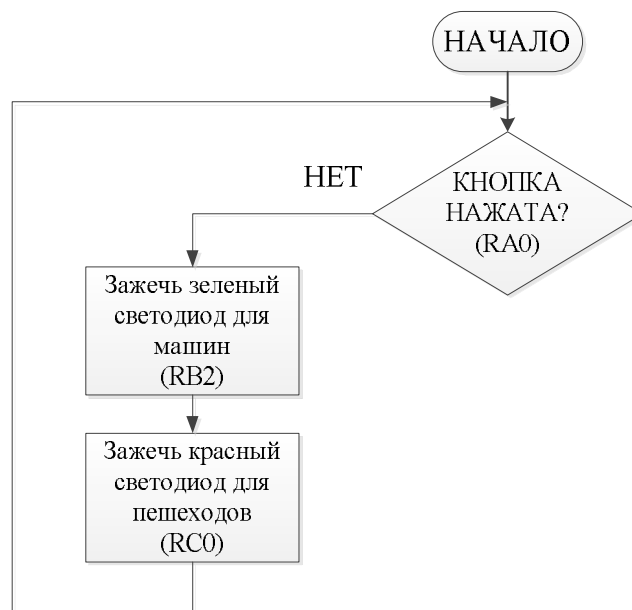 НАЧАЛО
НЕТ
КНОПКА
НАЖАТА?
(RA0)
Зажечь зеленый
светодиод для
машин
(RB2)
Зажечь красный
светодиод для
пешеходов
(RC0)